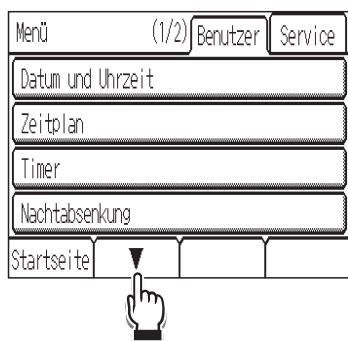 Menü (1/2) Benutzer Service
Datum und Uhrzeit
Zeitplan
Timer
Nachtabsenkung
Startseite ▼